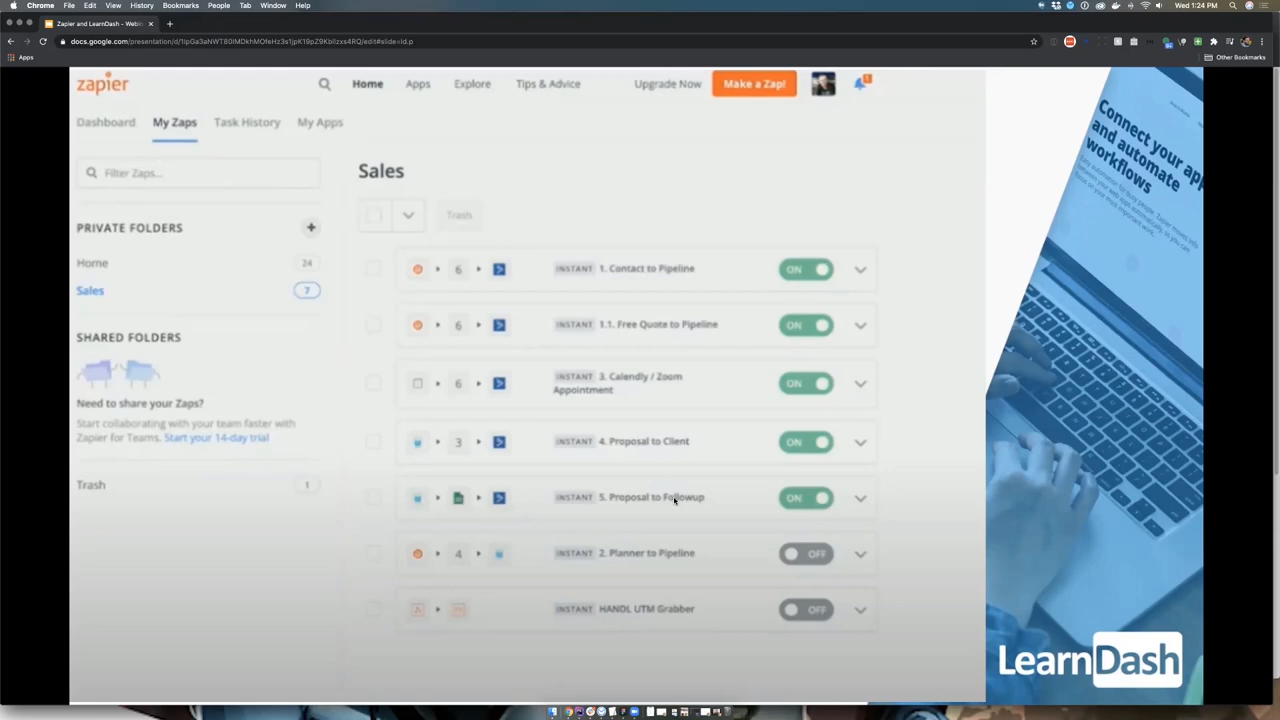 Chrome File Edit View History Bookmarks People Tab Window Help
Wed 1:24 PM
Zapier and LearnDash - Webi
Apps
Other Bookmarks
zapier
Home Apps Explore Tips & Advice Upgrade Now Make a Zap! 1
Dashboard My Zaps Task History My Apps
Filter Zaps...
Sales
Trash
PRIVATE FOLDERS +
Home 24
Sales 7
SHARED FOLDERS
Need to share your Zaps?
Start collaborating with your team faster with
Zapier for Teams. Start your 14-day trial
Trash 1
6 INSTANT 1. Contact to Pipeline ON
6 INSTANT 1.1. Free Quote to Pipeline ON
6 INSTANT 3. Calendly / Zoom
Appointment ON
3 INSTANT 4. Proposal to Client ON
INSTANT 5. Proposal to Followup ON
4 INSTANT 2. Planner to Pipeline OFF
INSTANT HANDL UTM Grabber OFF
Connect your app
and automate
workflows
LearnDash